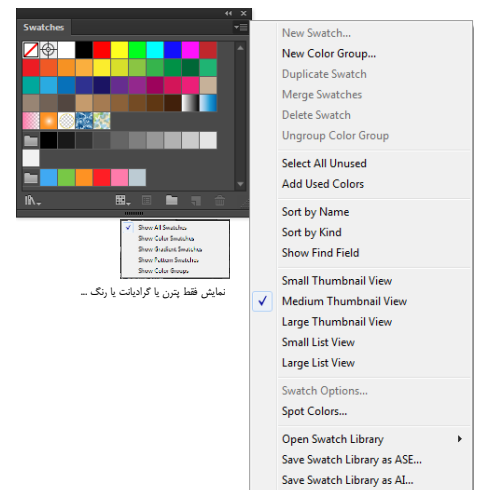 Swatches
New Swatch...
New Color Group...
Duplicate Swatch
Merge Swatches
Delete Swatch
Ungroup Color Group
Select All Unused
Add Used Colors
Sort by Name
Sort by Kind
Show Find Field
Small Thumbnail View
Medium Thumbnail View
Large Thumbnail View
Small List View
Large List View
Swatch Options...
Spot Colors...
Open Swatch Library
Save Swatch Library as ASE...
Save Swatch Library as AI...
Show All Swatches
Show Color Swatches
Show Gradient Swatches
Show Pattern Swatches
Show Color Groups
نمایش فقط پترن یا گرادیانت یا رنگ ...